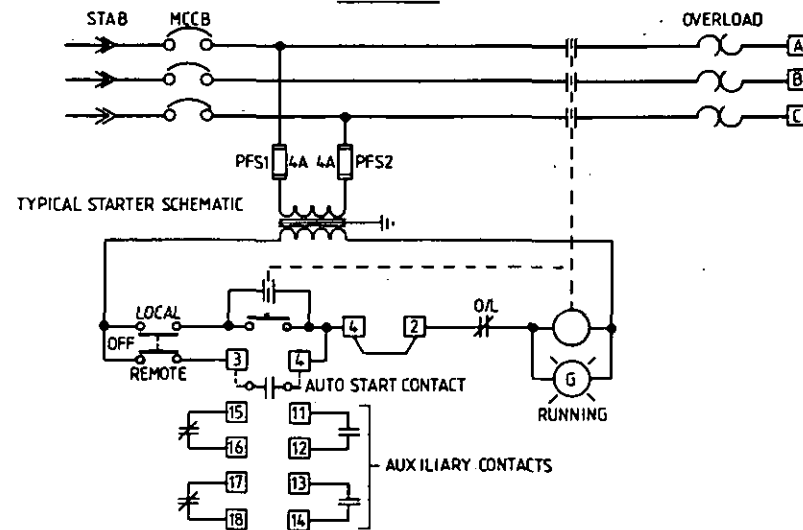 STAB MCCB OVERLOAD
A
B
C
PFS1 4A 4A PFS2
TYPICAL STARTER SCHEMATIC
LOCAL
OFF
REMOTE
4 2 O/L
3 4
AUTO START CONTACT
G
RUNNING
15 11
16 12
AUXILIARY CONTACTS
17 13
18 14